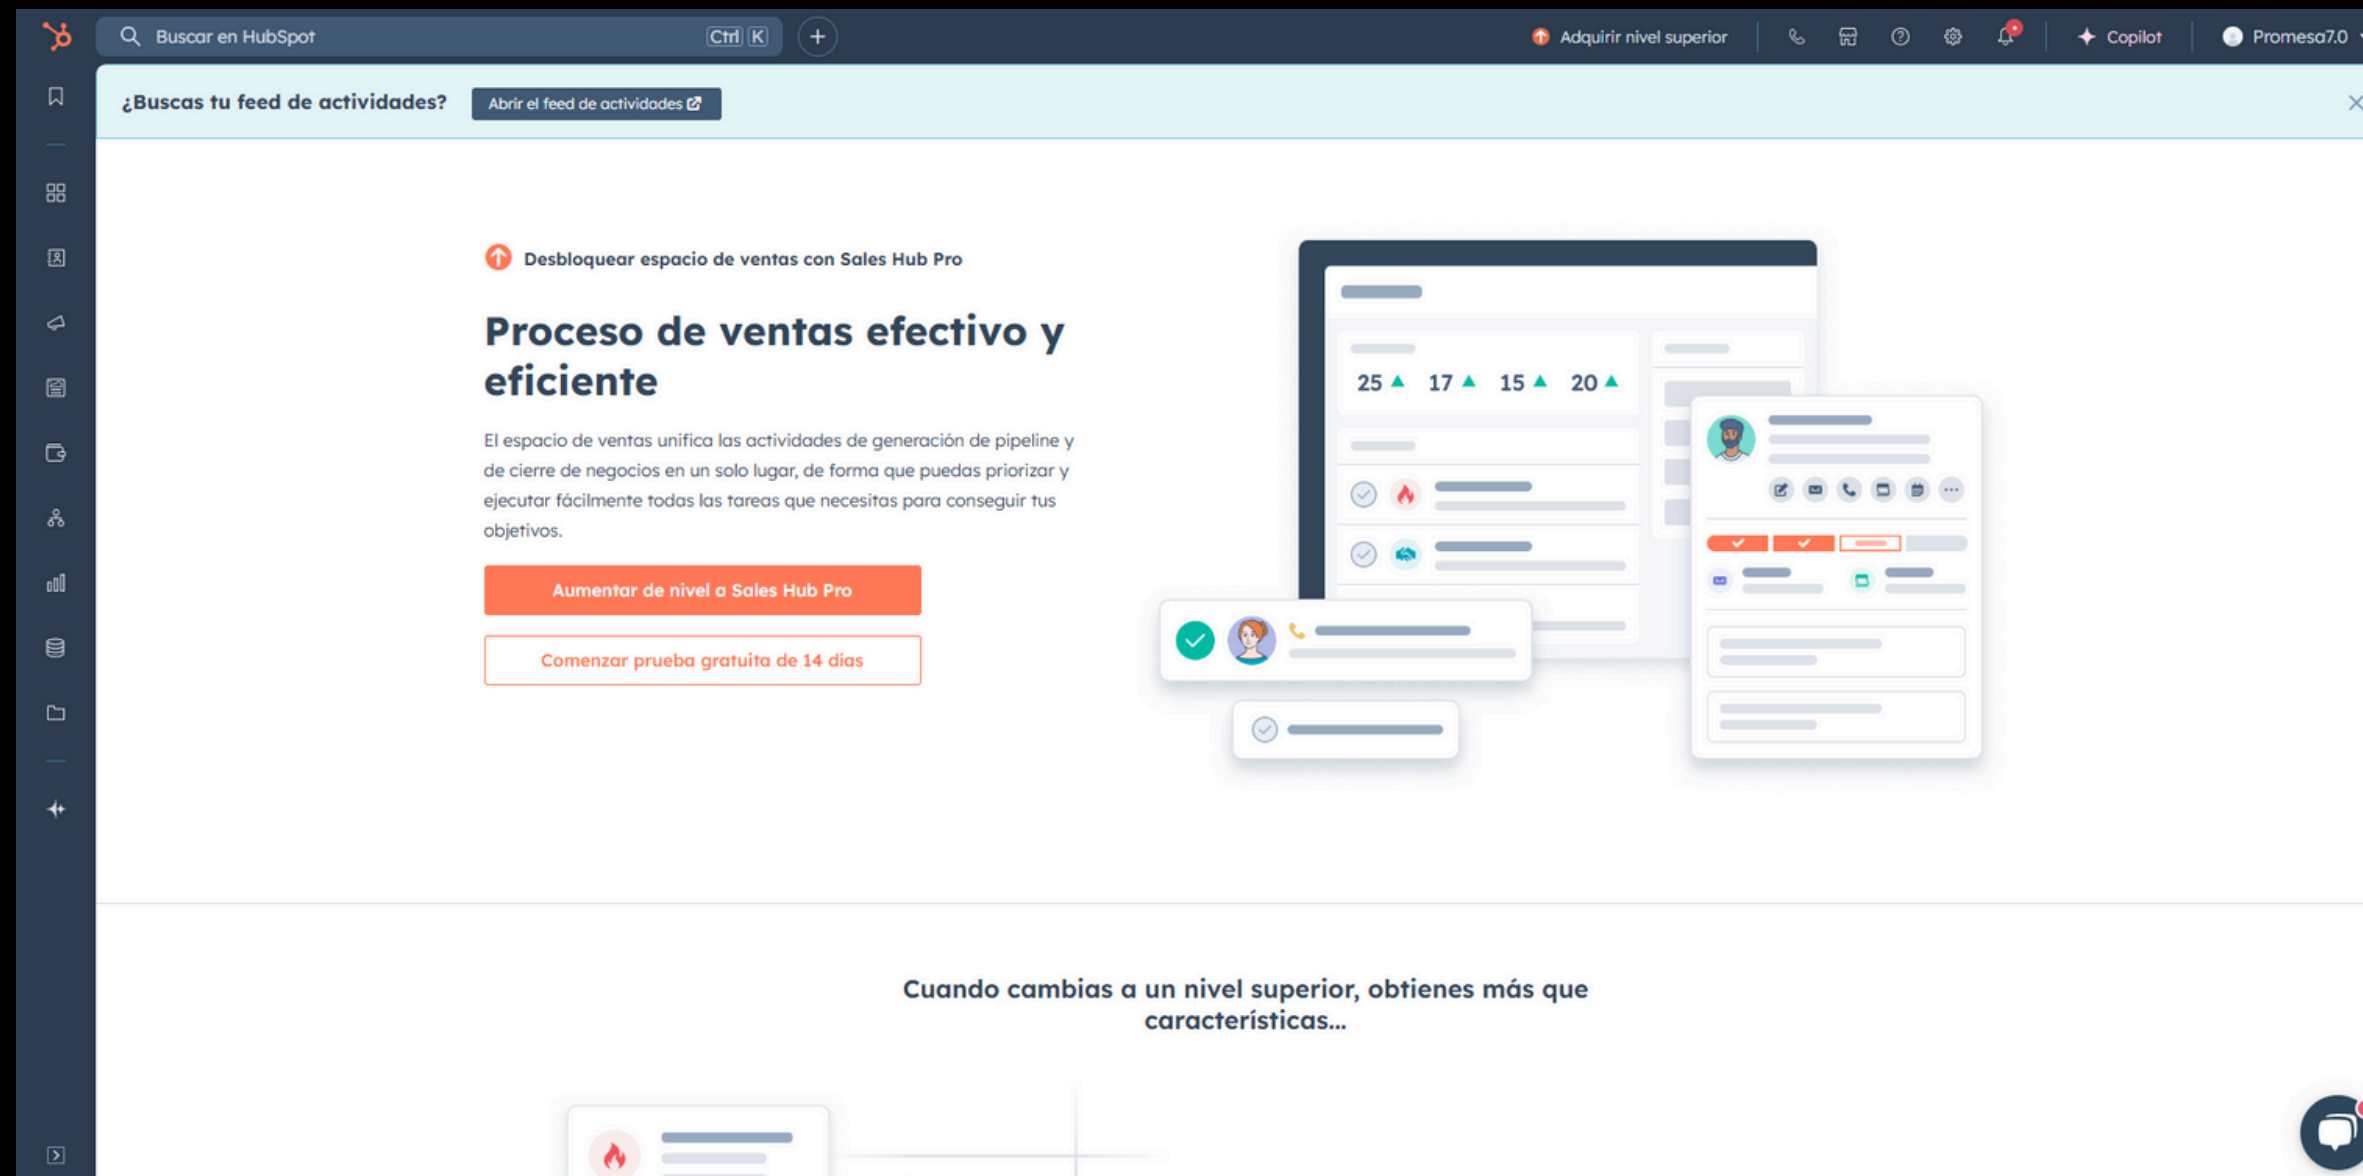 Buscar en HubSpot
Ctrl K
Adquirir nivel superior
Copilot
Promesa7.0
¿Buscas tu feed de actividades?
Abrir el feed de actividades
Desbloquear espacio de ventas con Sales Hub Pro
Proceso de ventas efectivo y
eficiente
El espacio de ventas unifica las actividades de generación de pipeline y
de cierre de negocios en un solo lugar, de forma que puedas priorizar y
ejecutar fácilmente todas las tareas que necesitas para conseguir tus
objetivos.
Aumentar de nivel a Sales Hub Pro
Comenzar prueba gratuita de 14 días
25 17 15 20
Cuando cambias a un nivel superior, obtienes más que
características...